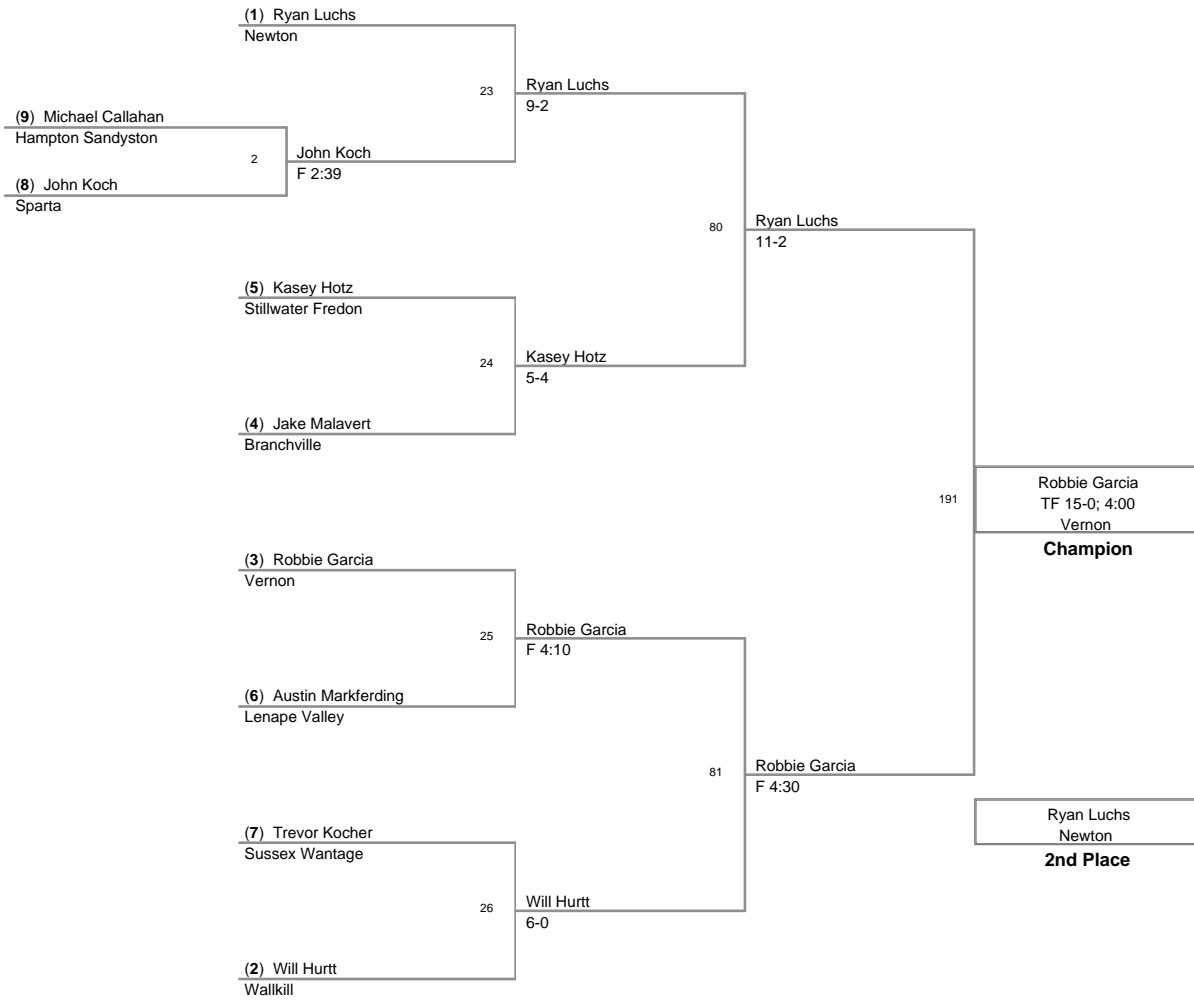 (1) Ryan Luchs
Newton
23
Ryan Luchs
9-2
(9) Michael Callahan
Hampton Sandyston
2
John Koch
F 2:39
(8) John Koch
Sparta
80
Ryan Luchs
11-2
(5) Kasey Hotz
Stillwater Fredon
24
Kasey Hotz
5-4
(4) Jake Malavert
Branchville
191
Robbie Garcia
TF 15-0; 4:00
Vernon
Champion
(3) Robbie Garcia
Vernon
25
Robbie Garcia
F 4:10
(6) Austin Markferding
Lenape Valley
81
Robbie Garcia
F 4:30
(7) Trevor Kocher
Sussex Wantage
26
Will Hurtt
6-0
(2) Will Hurtt
Wallkill
Ryan Luchs
Newton
2nd Place